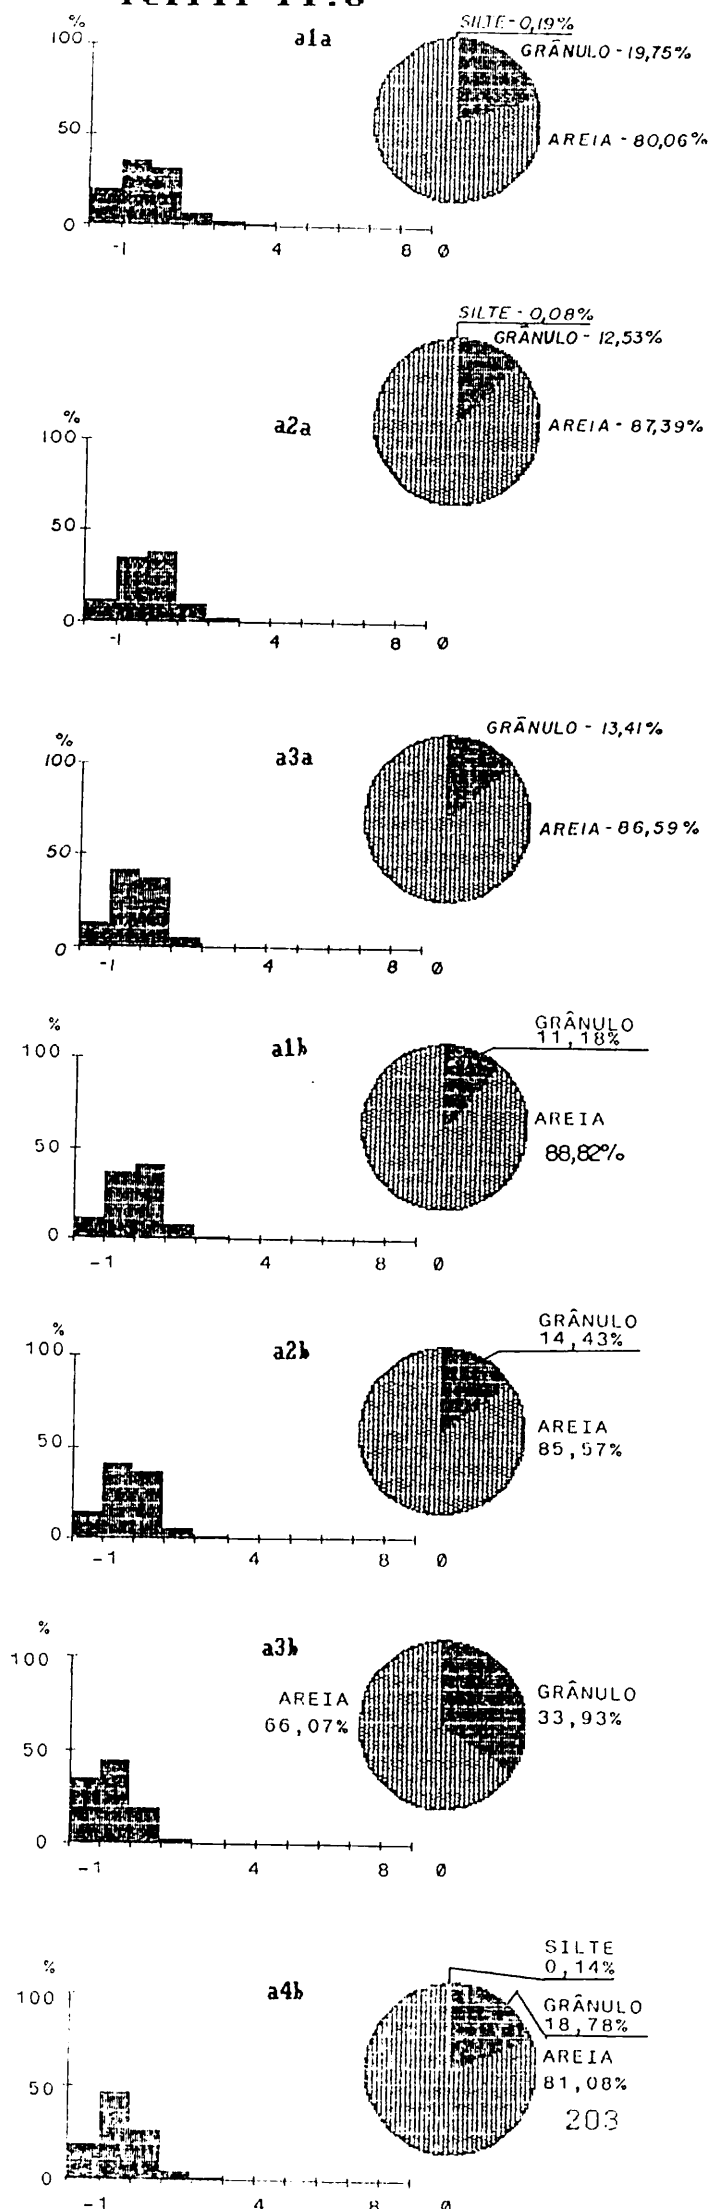 %
100
a1a
SILTE - 0,19%
GRÂNULO - 19,75%
50
AREIA - 80,06%
0
-1 4 8 Ø
SILTE - 0,08%
GRÂNULO - 12,53%
%
100
a2a
AREIA - 87,39%
50
0
-1 4 8 Ø
GRÂNULO - 13,41%
%
100
a3a
AREIA - 86,59%
50
0
-1 4 8 Ø
%
100
a1b
GRÂNULO
11,18%
50
AREIA
88,82%
0
-1 4 8 Ø
%
100
a2b
GRÂNULO
14,43%
50
AREIA
85,57%
0
-1 4 8 Ø
%
100
a3b
AREIA
66,07%
GRÂNULO
33,93%
50
0
-1 4 8 Ø
%
100
a4b
SILTE
0,14%
GRÂNULO
18,78%
AREIA
81,08%
50
203
0
-1 4 8 Ø